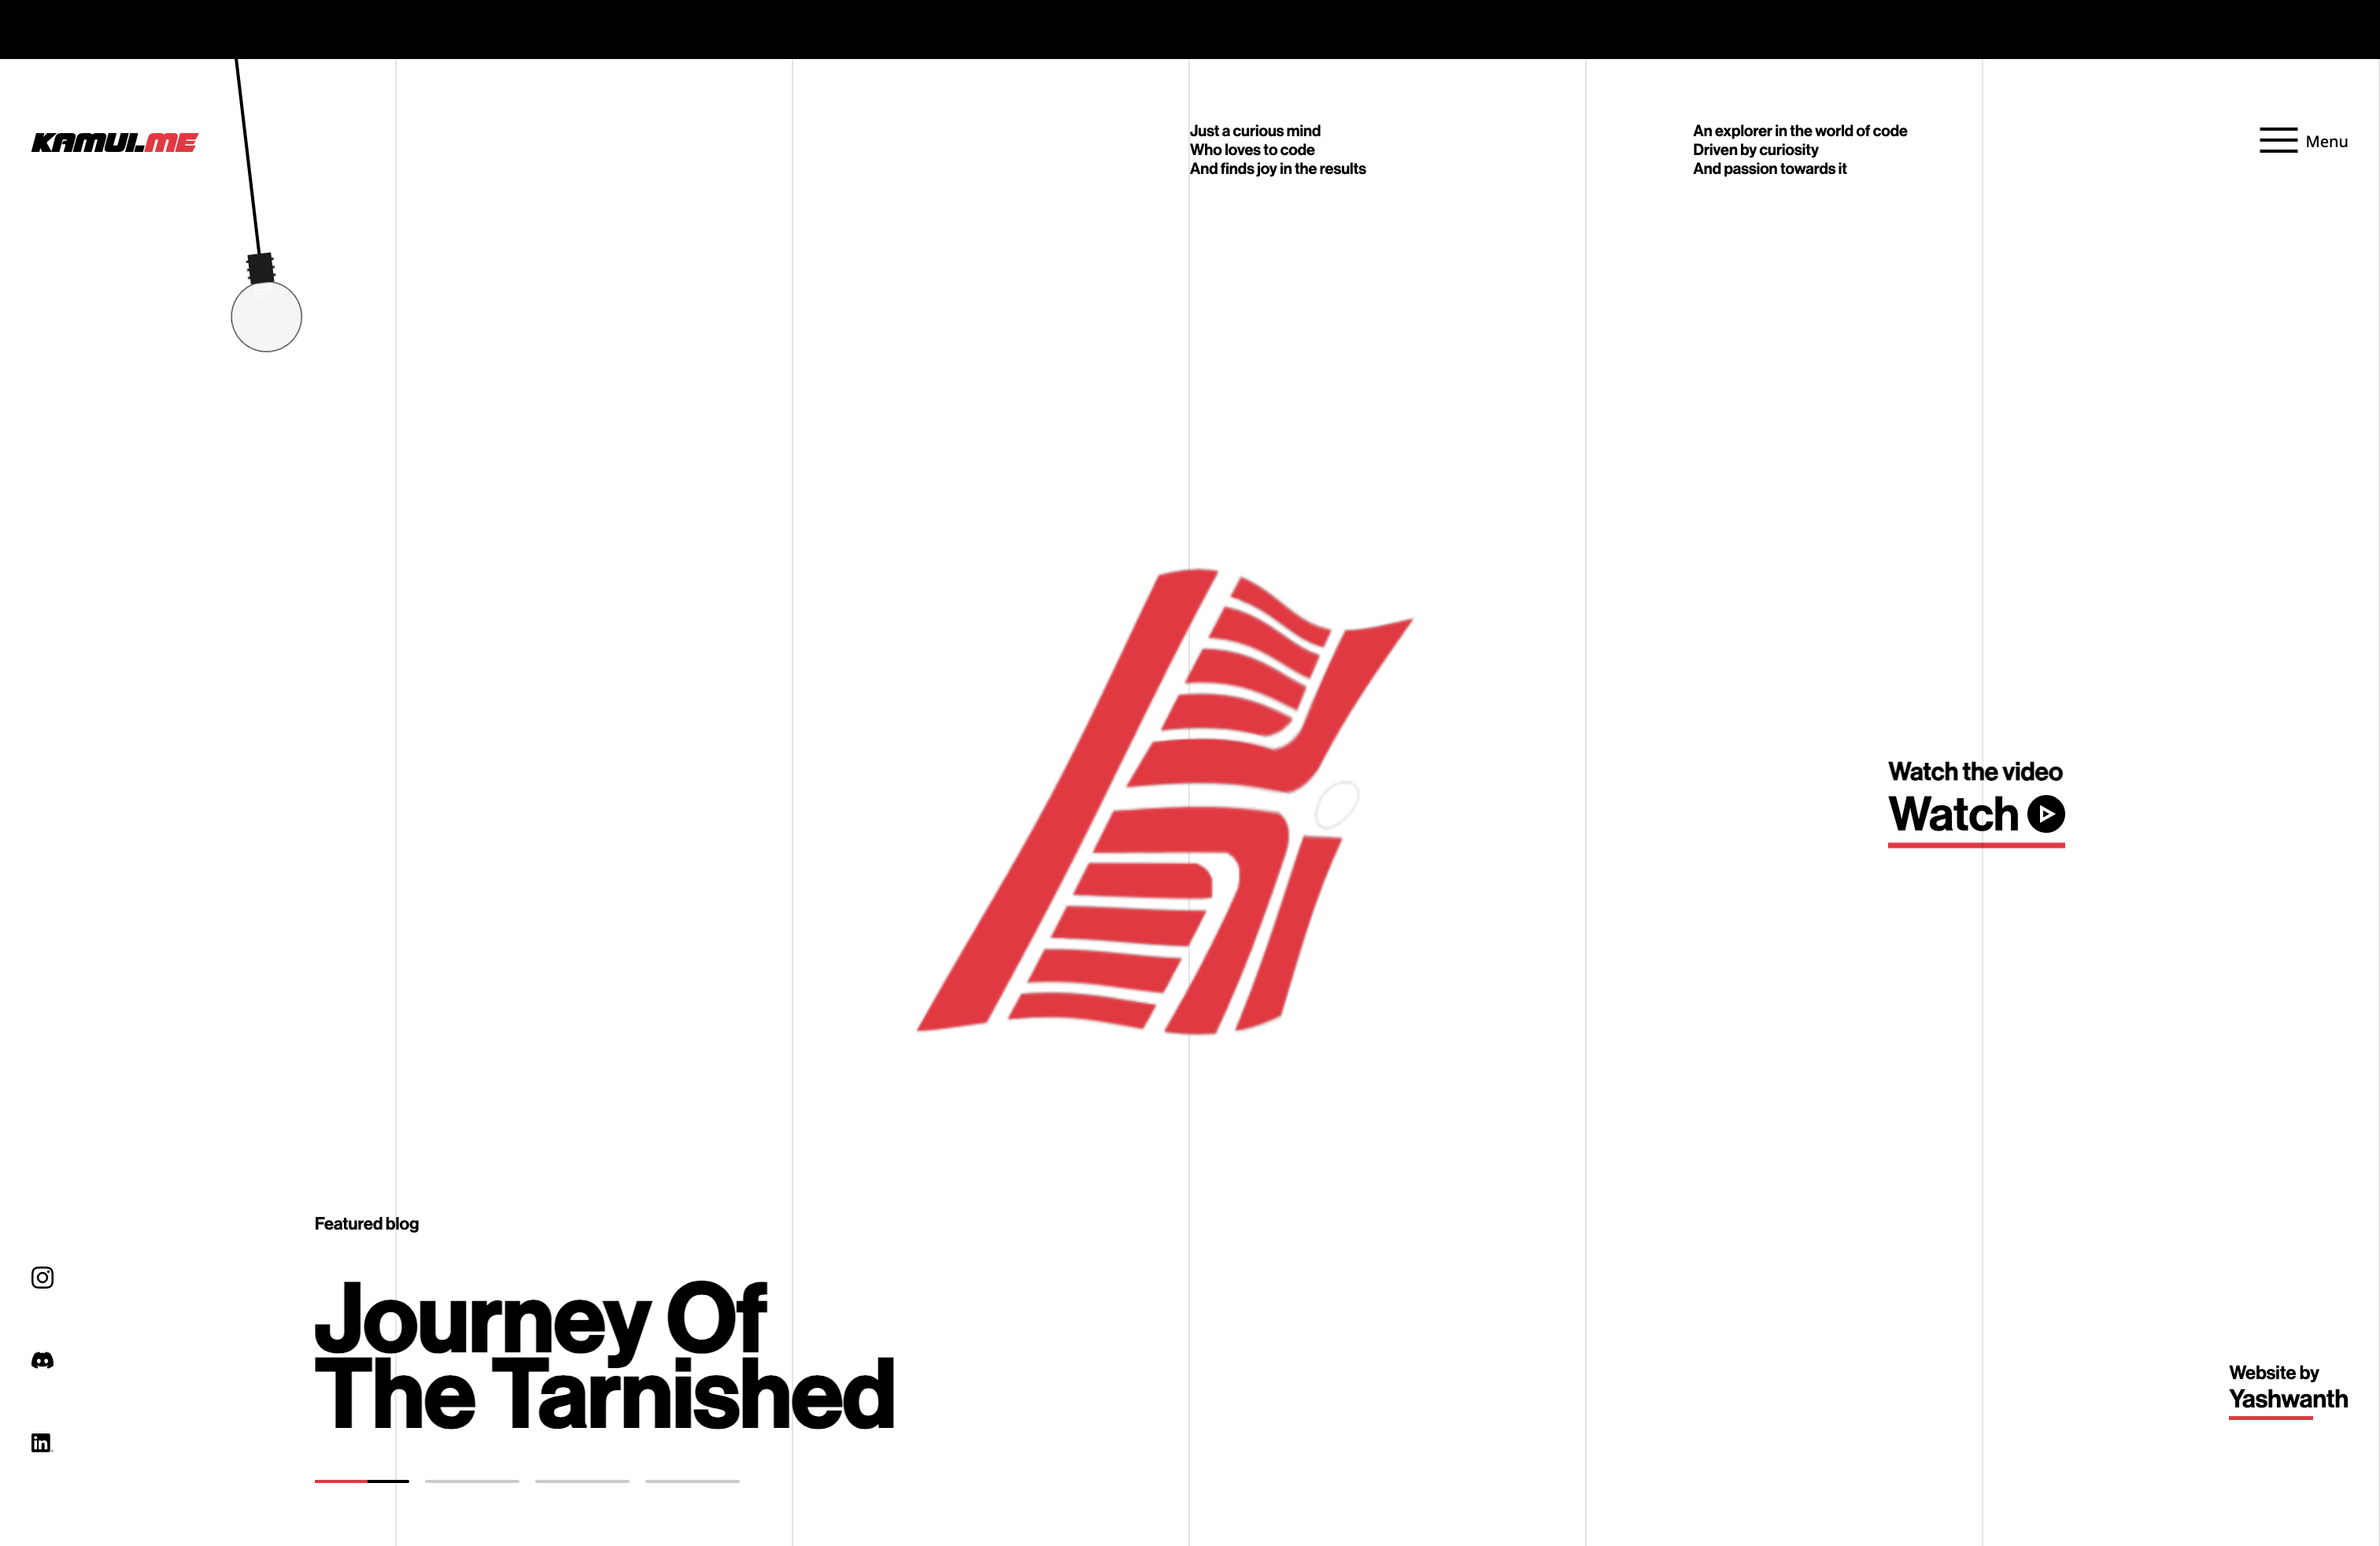 KAMUI.ME
Just a curious mind
Who loves to code
And finds joy in the results
An explorer in the world of code
Driven by curiosity
And passion towards it
Menu
Watch the video
Watch
Featured blog
Journey Of
The Tarnished
Website by
Yashwanth
in